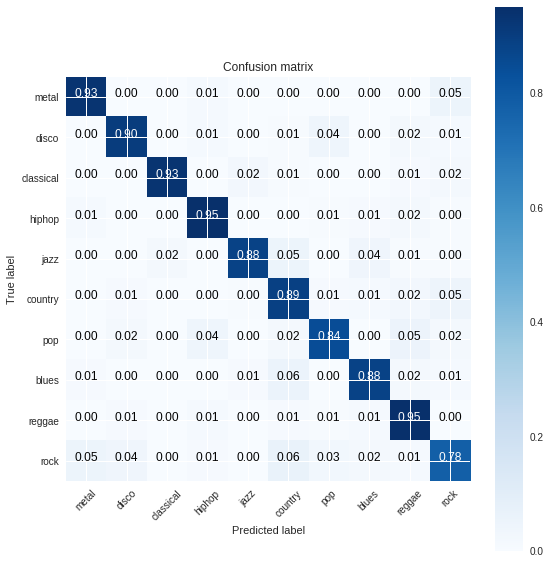 Confusion matrix
metal 0.93 0.00 0.00 0.01 0.00 0.00 0.00 0.00 0.00 0.05
disco 0.00 0.90 0.00 0.01 0.00 0.01 0.04 0.00 0.02 0.01
classical 0.00 0.00 0.93 0.00 0.02 0.01 0.00 0.00 0.01 0.02
hiphop 0.01 0.00 0.00 0.95 0.00 0.00 0.01 0.01 0.02 0.00
jazz 0.00 0.00 0.02 0.00 0.88 0.05 0.00 0.04 0.01 0.00
country 0.00 0.01 0.00 0.00 0.00 0.89 0.01 0.01 0.02 0.05
pop 0.00 0.02 0.00 0.04 0.00 0.02 0.84 0.00 0.05 0.02
blues 0.01 0.00 0.00 0.01 0.00 0.06 0.00 0.88 0.02 0.01
reggae 0.00 0.01 0.00 0.01 0.00 0.01 0.01 0.01 0.95 0.00
rock 0.05 0.04 0.00 0.01 0.00 0.06 0.03 0.02 0.01 0.78
metal disco classical hiphop jazz country pop blues reggae rock
True label
Predicted label
0.8
0.6
0.4
0.2
0.0